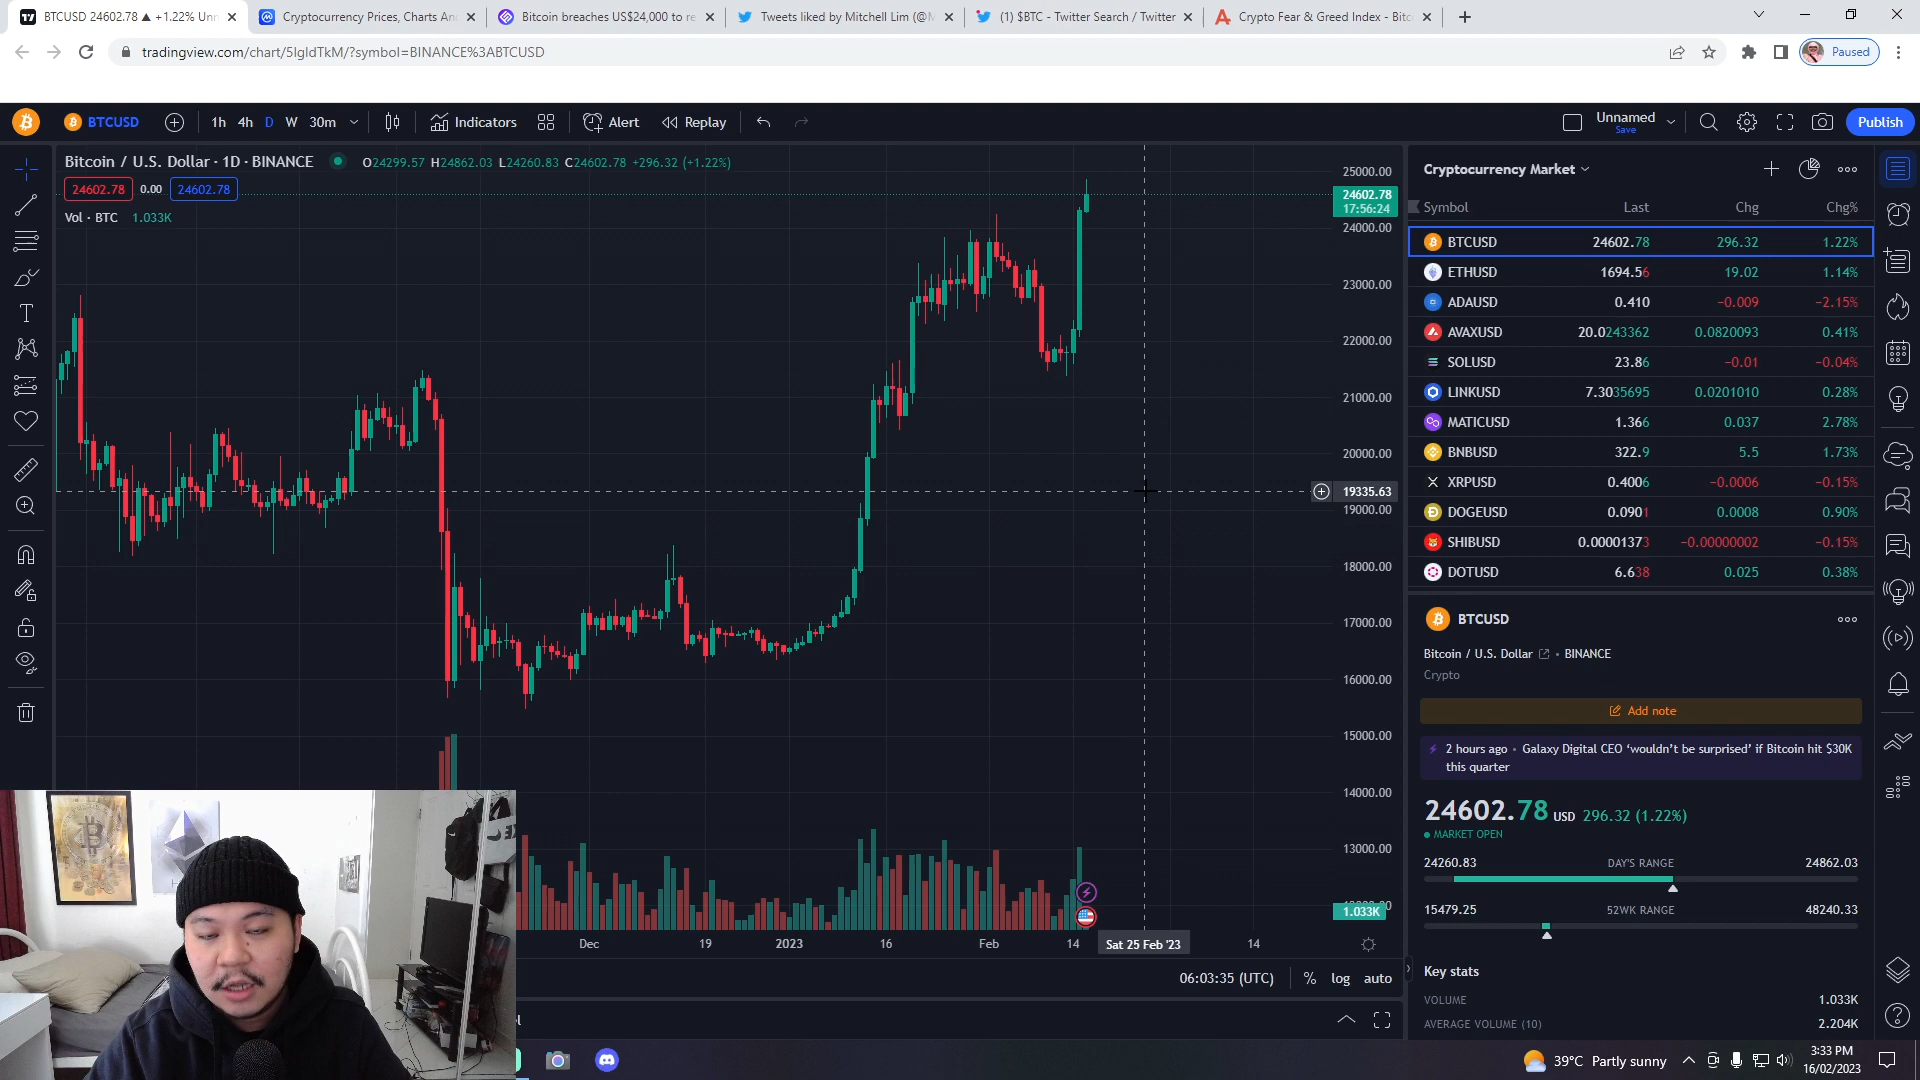 BTCUSD 24602.78 ▲ +1.22% Unn
Cryptocurrency Prices, Charts An
Bitcoin breaches US$24,000 to re
Tweets liked by Mitchell Lim (@M
(1) $BTC - Twitter Search / Twitter
Crypto Fear & Greed Index - Bitc
tradingview.com/chart/5IgIdTkM/?symbol=BINANCE%3ABTCUSD
Paused
BTCUSD
1h 4h D W 30m
Indicators
Alert
Replay
Unnamed
Save
Publish
Bitcoin / U.S. Dollar · 1D · BINANCE
O24299.57 H24862.03 L24260.83 C24602.78 +296.32 (+1.22%)
24602.78 0.00 24602.78
Vol · BTC 1.033K
25000.00
24602.78
17:56:24
24000.00
23000.00
22000.00
21000.00
20000.00
19335.63
19000.00
18000.00
17000.00
16000.00
15000.00
14000.00
13000.00
1.033K
Dec 19 2023 16 Feb 14 Sat 25 Feb '23 14
06:03:35 (UTC) % log auto
Cryptocurrency Market
Symbol Last Chg Chg%
BTCUSD 24602.78 296.32 1.22%
ETHUSD 1694.56 19.02 1.14%
ADAUSD 0.410 −0.009 −2.15%
AVAXUSD 20.0243362 0.0820093 0.41%
SOLUSD 23.86 −0.01 −0.04%
LINKUSD 7.3035695 0.0201010 0.28%
MATICUSD 1.366 0.037 2.78%
BNBUSD 322.9 5.5 1.73%
XRPUSD 0.4006 −0.0006 −0.15%
DOGEUSD 0.0901 0.0008 0.90%
SHIBUSD 0.00001373 −0.00000002 −0.15%
DOTUSD 6.638 0.025 0.38%
BTCUSD
Bitcoin / U.S. Dollar • BINANCE
Crypto
Add note
2 hours ago • Galaxy Digital CEO ‘wouldn’t be surprised’ if Bitcoin hit $30K
this quarter
24602.78 USD 296.32 (1.22%)
MARKET OPEN
24260.83 DAY'S RANGE 24862.03
15479.25 52WK RANGE 48240.33
Key stats
VOLUME 1.033K
AVERAGE VOLUME (10) 2.204K
39°C Partly sunny
3:33 PM
16/02/2023